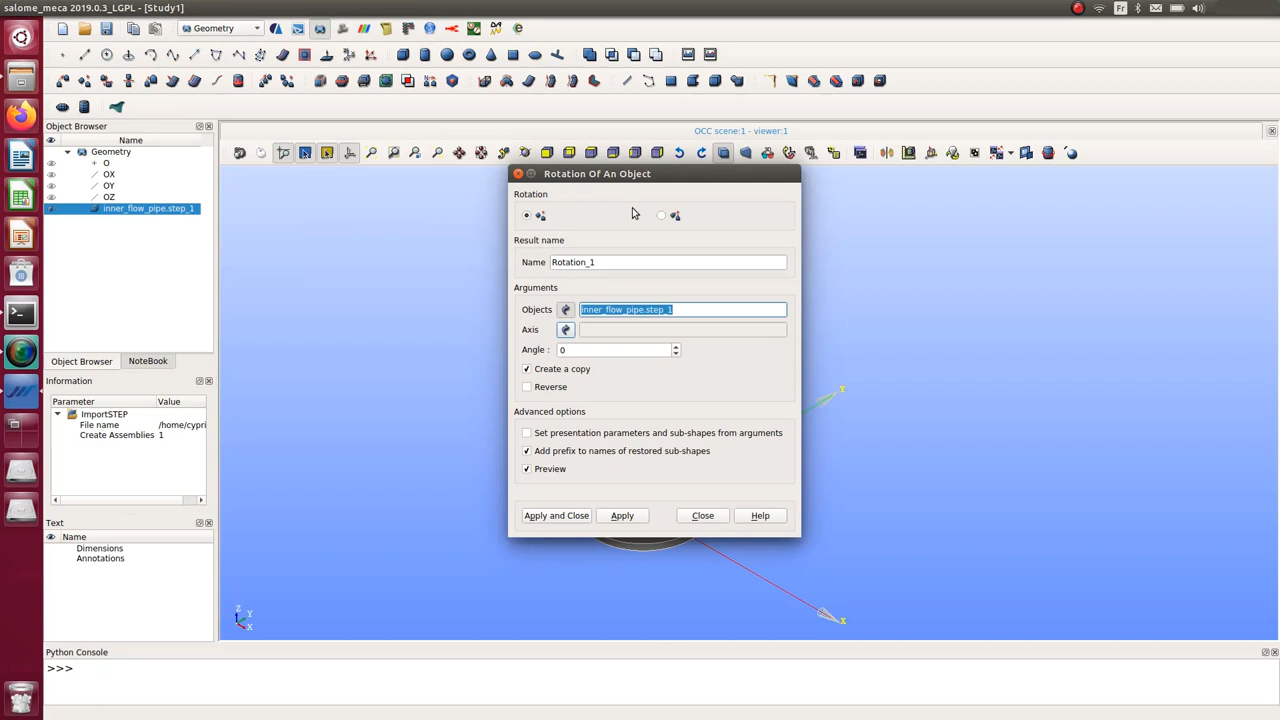 salome_meca 2019.0.3_LGPL - [Study1]
Fr
Geometry
Object Browser
Name
Geometry
O
OX
OY
OZ
inner_flow_pipe.step_1
Object Browser
NoteBook
Information
Parameter
Value
ImportSTEP
File name
/home/cypri
Create Assemblies
1
Text
Name
Dimensions
Annotations
OCC scene:1 - viewer:1
Rotation Of An Object
Rotation
Result name
Name
Rotation_1
Arguments
Objects
inner_flow_pipe.step_1
Axis
Angle :
0
Create a copy
Reverse
Advanced options
Set presentation parameters and sub-shapes from arguments
Add prefix to names of restored sub-shapes
Preview
Apply and Close
Apply
Close
Help
Y
X
Z
Y
X
Python Console
>>>